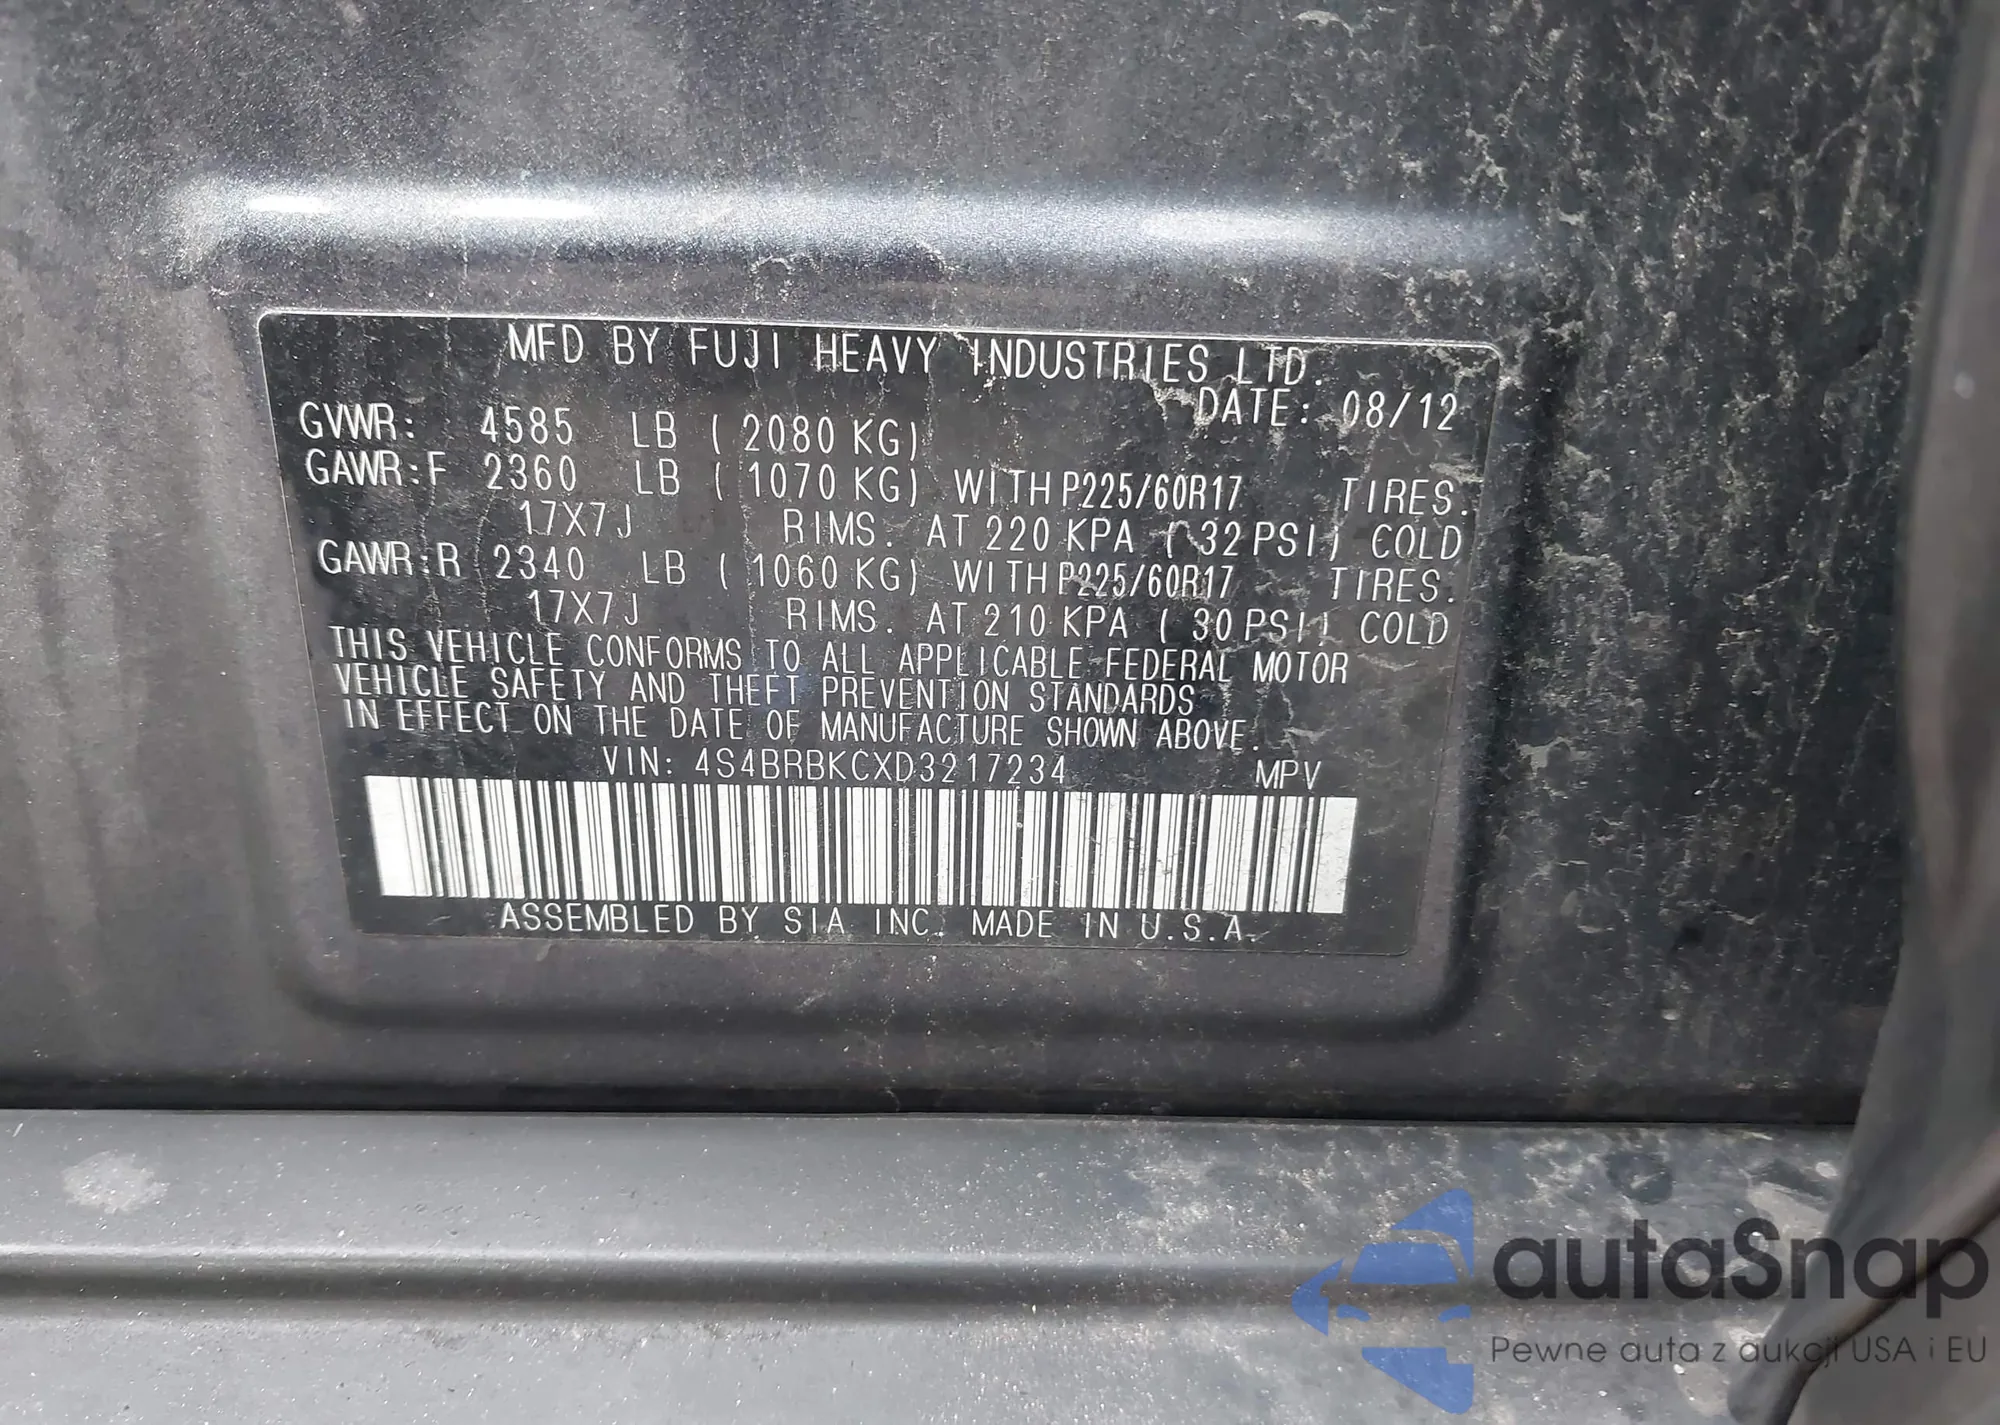 MFD BY FUJI HEAVY INDUSTRIES LTD.
DATE: 08/12
GVWR: 4585 LB ( 2080 KG)
GAWR:F 2360 LB ( 1070 KG) WITH P225/60R17 TIRES.
17X7J RIMS. AT 220 KPA ( 32 PSI) COLD
GAWR:R 2340 LB ( 1060 KG) WITH P225/60R17 TIRES.
17X7J RIMS. AT 210 KPA ( 30 PSI) COLD
THIS VEHICLE CONFORMS TO ALL APPLICABLE FEDERAL MOTOR
VEHICLE SAFETY AND THEFT PREVENTION STANDARDS
IN EFFECT ON THE DATE OF MANUFACTURE SHOWN ABOVE.
VIN: 4S4BRBKCXD3217234 MPV
ASSEMBLED BY SIA INC. MADE IN U.S.A.
autaSnap
Pewne auta z aukcji USA i EU